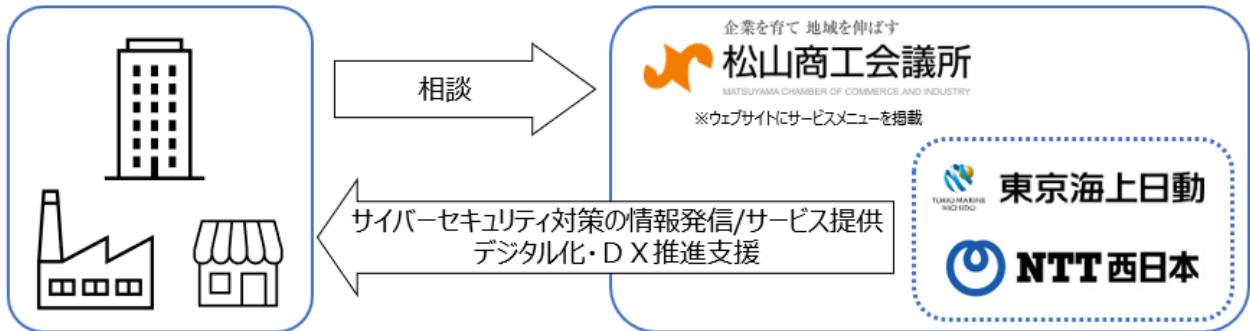 相談
企業を育て 地域を伸ばす
松山商工会議所
MATSUYAMA CHAMBER OF COMMERCE AND INDUSTRY
※ウェブサイトにサービスメニューを掲載
サイバーセキュリティ対策の情報発信/サービス提供
デジタル化・ＤＸ推進支援
TOKIO MARINE
NICHIDO
東京海上日動
NTT西日本